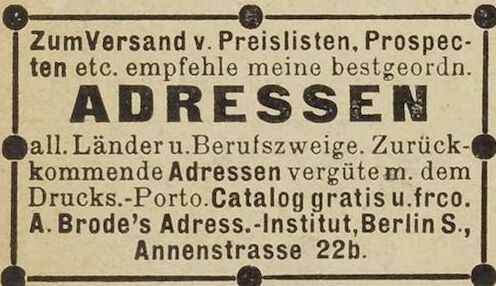 Zum Versand v. Preislisten, Prospec-
ten etc. empfehle meine bestgeordn.
ADRESSEN
all. Länder u. Berufszweige. Zurück-
kommende Adressen vergüte m. dem
Drucks.-Porto. Catalog gratis u. frco.
A. Brode's Adress.-Institut, Berlin S.,
Annenstrasse 22b.